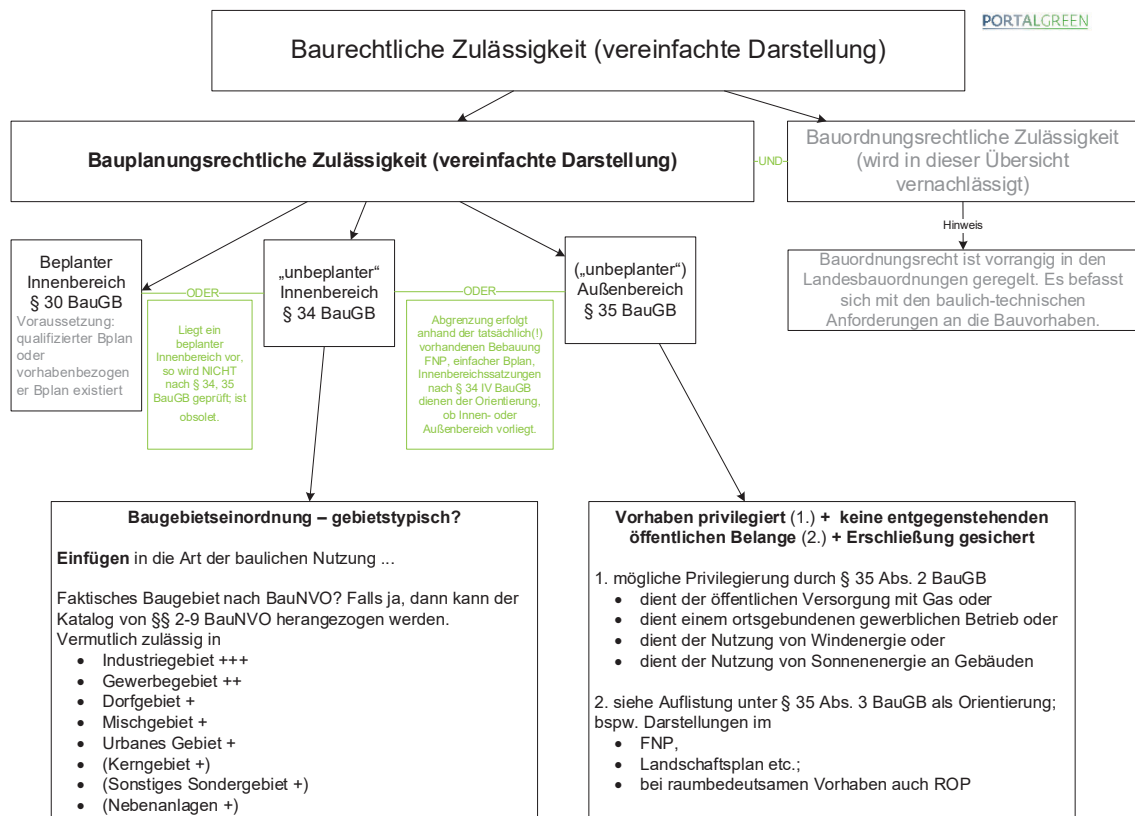 Baurechtliche Zulässigkeit (vereinfachte Darstellung)
PORTALGREEN
Bauplanungsrechtliche Zulässigkeit (vereinfachte Darstellung)
UND
Bauordnungsrechtliche Zulässigkeit
(wird in dieser Übersicht
vernachlässigt)
Hinweis
Bauordnungsrecht ist vorrangig in den
Landesbauordnungen geregelt. Es befasst
sich mit den baulich-technischen
Anforderungen an die Bauvorhaben.
Beplanter
Innenbereich
§ 30 BauGB
Voraussetzung:
qualifizierter Bplan
oder
vorhabenbezogen
er Bplan existiert
ODER
Liegt ein
beplanter
Innenbereich vor,
so wird NICHT
nach § 34, 35
BauGB geprüft; ist
obsolet.
„unbeplanter“
Innenbereich
§ 34 BauGB
ODER
Abgrenzung erfolgt
anhand der tatsächlich(!)
vorhandenen Bebauung
FNP, einfacher Bplan,
Innenbereichssatzungen
nach § 34 IV BauGB
dienen der Orientierung,
ob Innen- oder
Außenbereich vorliegt.
(„unbeplanter“)
Außenbereich
§ 35 BauGB
Baugebietseinordnung – gebietstypisch?
Einfügen in die Art der baulichen Nutzung ...
Faktisches Baugebiet nach BauNVO? Falls ja, dann kann der
Katalog von §§ 2-9 BauNVO herangezogen werden.
Vermutlich zulässig in
• Industriegebiet +++
• Gewerbegebiet ++
• Dorfgebiet +
• Mischgebiet +
• Urbanes Gebiet +
• (Kerngebiet +)
• (Sonstiges Sondergebiet +)
• (Nebenanlagen +)
Vorhaben privilegiert (1.) + keine entgegenstehenden
öffentlichen Belange (2.) + Erschließung gesichert
1. mögliche Privilegierung durch § 35 Abs. 2 BauGB
• dient der öffentlichen Versorgung mit Gas oder
• dient einem ortsgebundenen gewerblichen Betrieb oder
• dient der Nutzung von Windenergie oder
• dient der Nutzung von Sonnenenergie an Gebäuden
2. siehe Auflistung unter § 35 Abs. 3 BauGB als Orientierung;
bspw. Darstellungen im
• FNP,
• Landschaftsplan etc.;
• bei raumbedeutsamen Vorhaben auch ROP